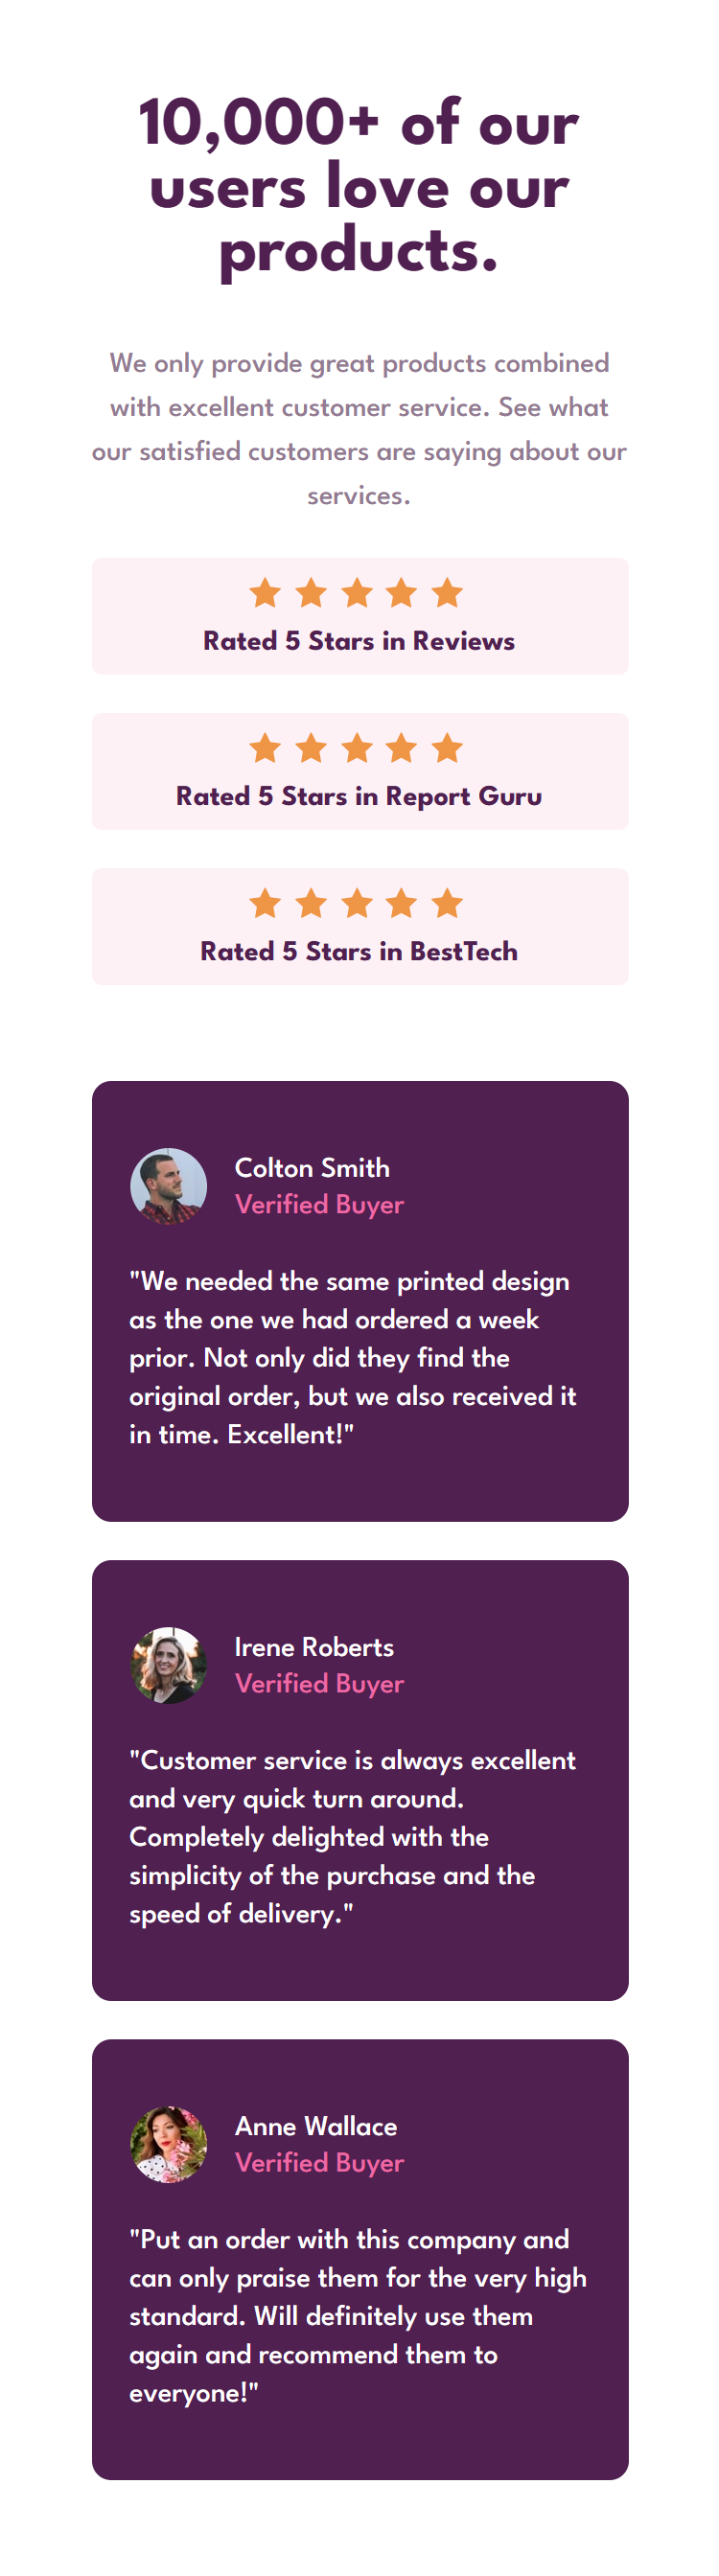 10,000+ of our
users love our
products.
We only provide great products combined
with excellent customer service. See what
our satisfied customers are saying about our
services.
Rated 5 Stars in Reviews
Rated 5 Stars in Report Guru
Rated 5 Stars in BestTech
Colton Smith
Verified Buyer
"We needed the same printed design
as the one we had ordered a week
prior. Not only did they find the
original order, but we also received it
in time. Excellent!"
Irene Roberts
Verified Buyer
"Customer service is always excellent
and very quick turn around.
Completely delighted with the
simplicity of the purchase and the
speed of delivery."
Anne Wallace
Verified Buyer
"Put an order with this company and
can only praise them for the very high
standard. Will definitely use them
again and recommend them to
everyone!"